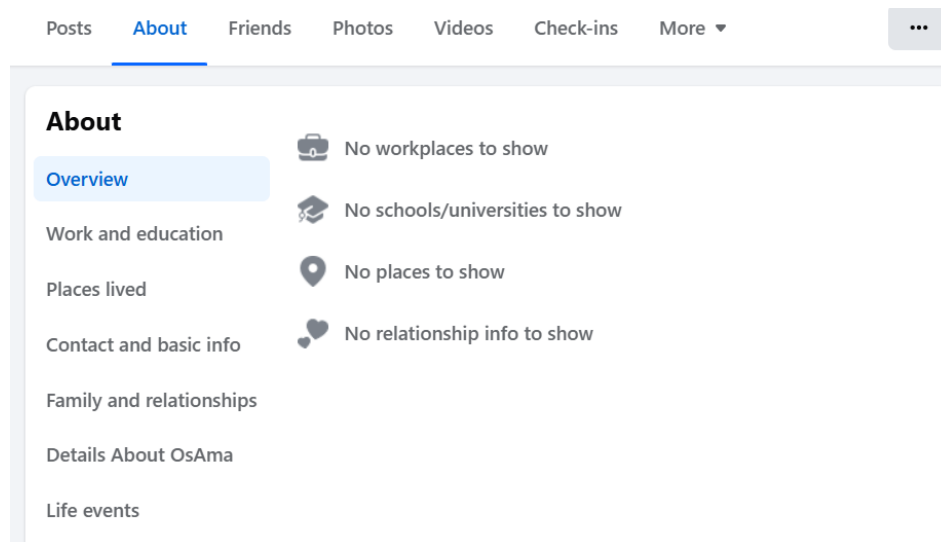 Posts About Friends Photos Videos Check-ins More
About
Overview
Work and education
Places lived
Contact and basic info
Family and relationships
Details About OsAma
Life events
No workplaces to show
No schools/universities to show
No places to show
No relationship info to show